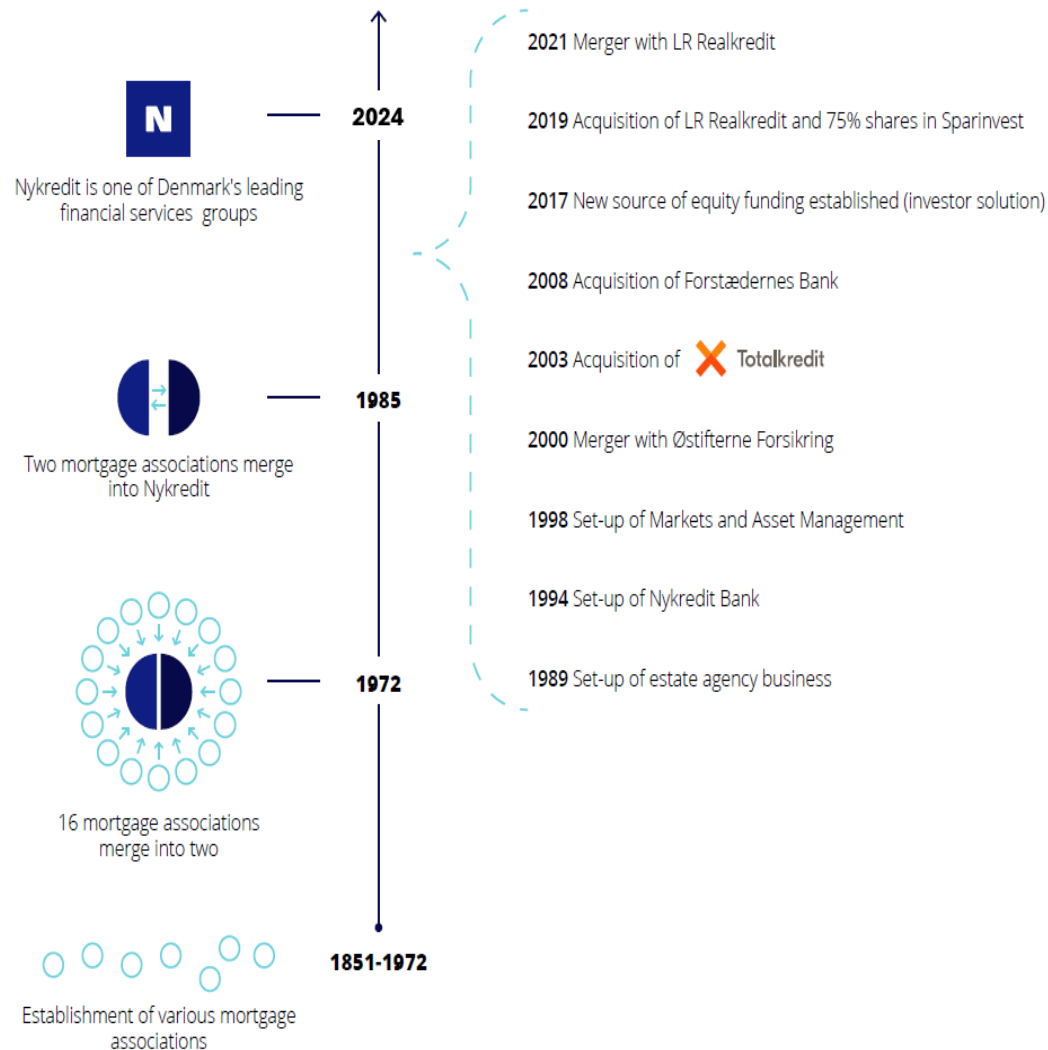 N
2024
Nykredit is one of Denmark's leading
financial services groups
1985
Two mortgage associations merge
into Nykredit
1972
16 mortgage associations
merge into two
1851-1972
Establishment of various mortgage
associations
2021 Merger with LR Realkredit
2019 Acquisition of LR Realkredit and 75% shares in Sparinvest
2017 New source of equity funding established (investor solution)
2008 Acquisition of Forstædernes Bank
2003 Acquisition of Totalkredit
2000 Merger with Østifterne Forsikring
1998 Set-up of Markets and Asset Management
1994 Set-up of Nykredit Bank
1989 Set-up of estate agency business